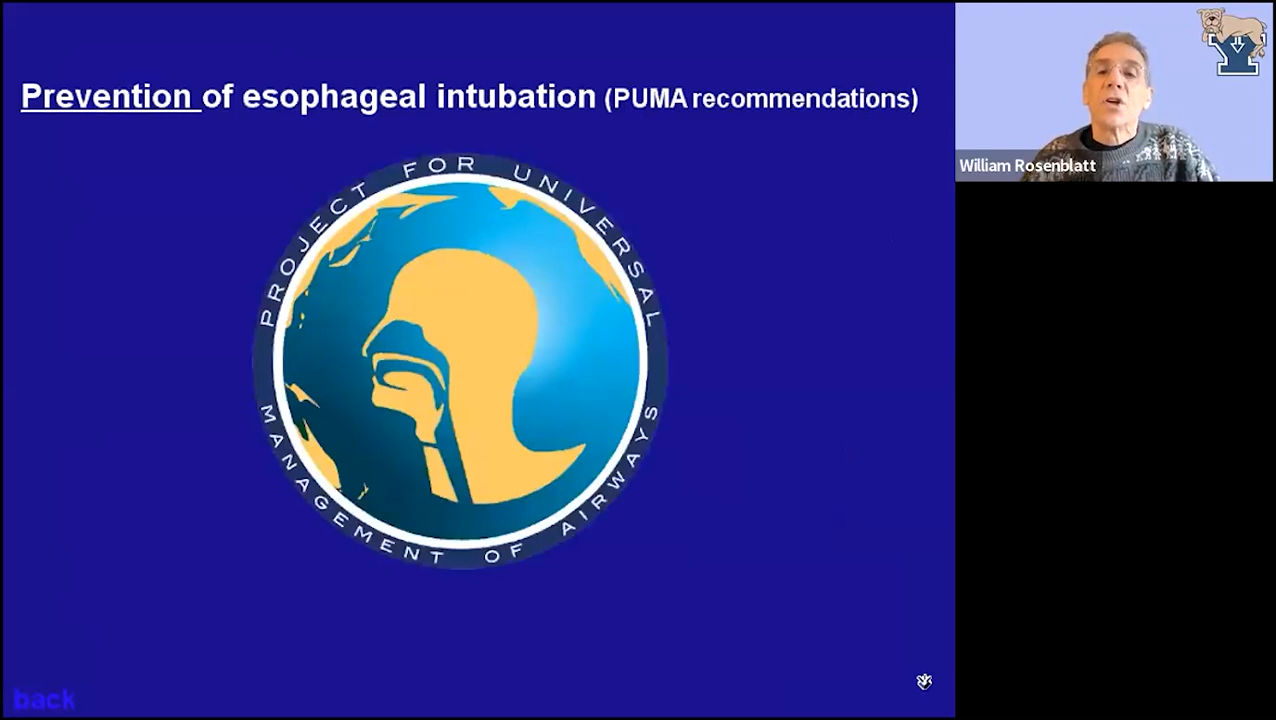 Prevention of esophageal intubation (PUMA recommendations)
PROJECT FOR UNIVERSAL
MANAGEMENT OF AIRWAYS
back
William Rosenblatt
Y